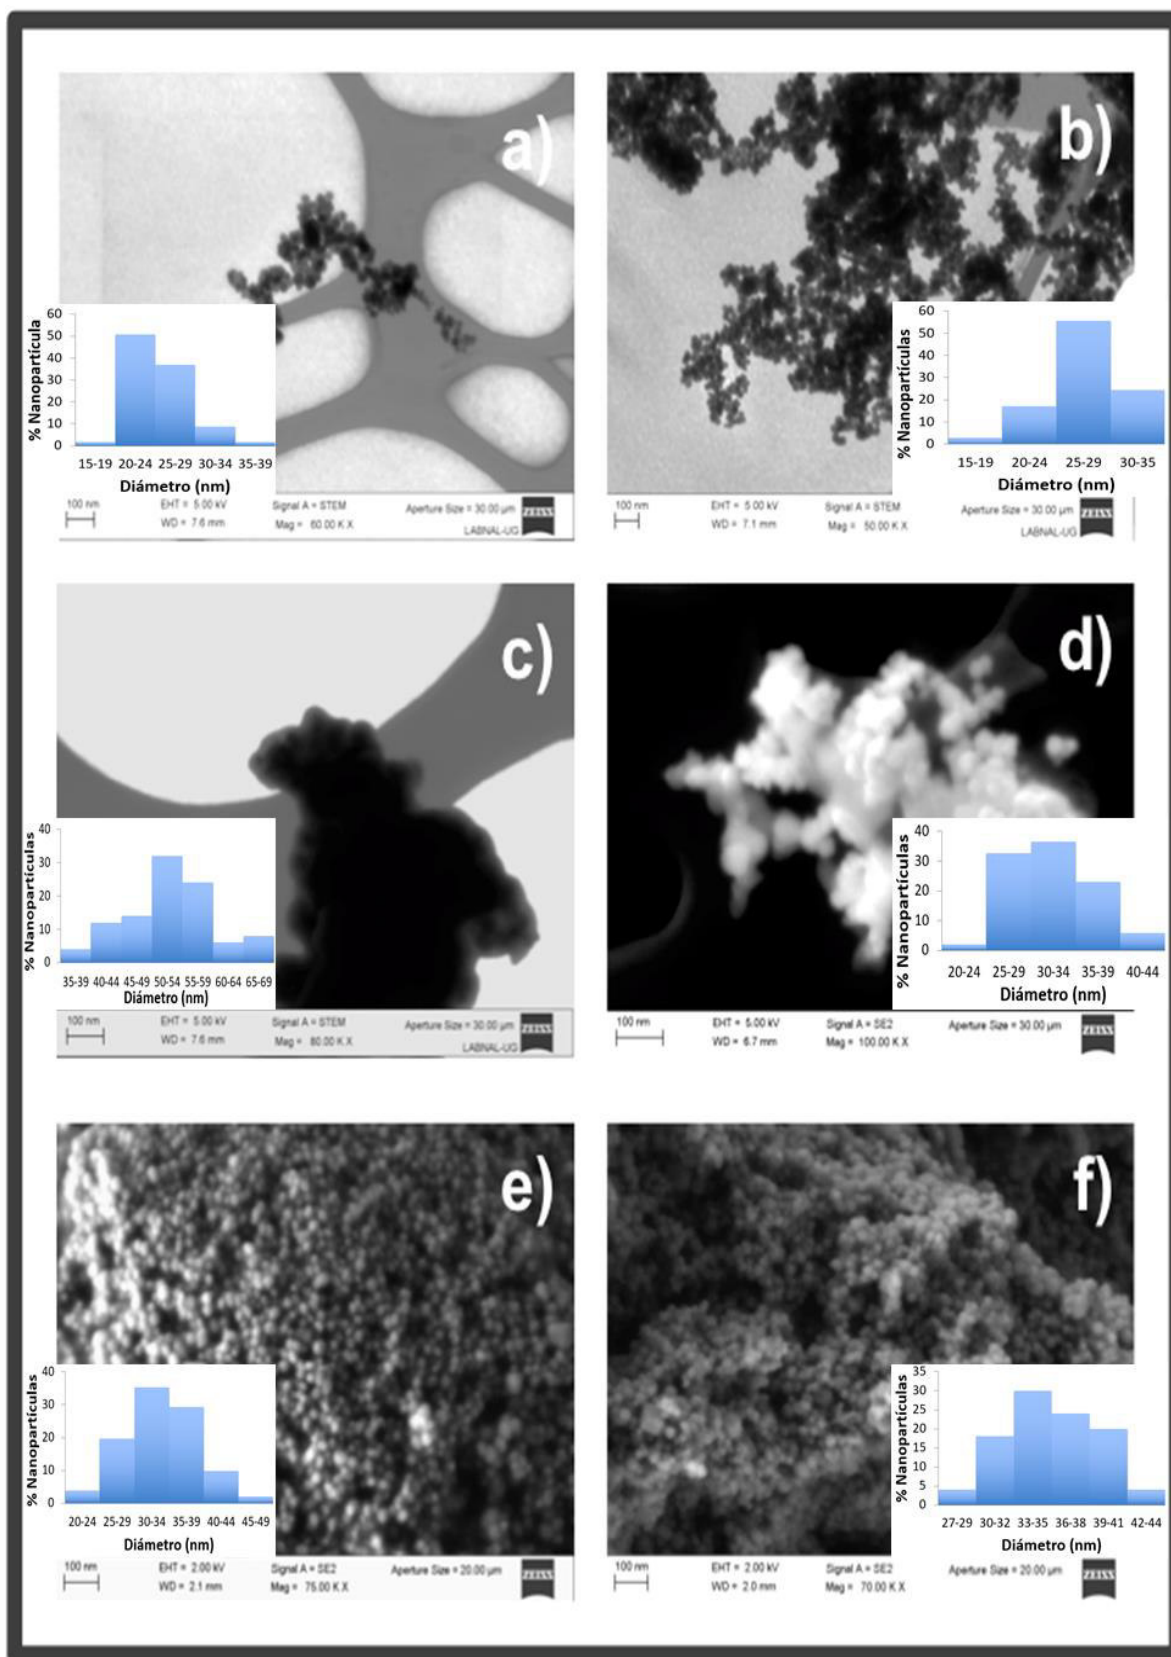 a)
% Nanopartícula
60
50
40
30
20
10
0
15-19 20-24 25-29 30-34 35-39
Diámetro (nm)
100 nm
EHT = 5.00 kV
Signal A = STEM
Aperture Size = 30.00 µm
ZEISS
WD = 7.6 mm
Mag = 60.00 K X
LABNAL-UG
b)
% Nanopartículas
60
50
40
30
20
10
0
15-19 20-24 25-29 30-35
Diámetro (nm)
100 nm
EHT = 5.00 kV
Signal A = STEM
Aperture Size = 30.00 µm
ZEISS
WD = 7.1 mm
Mag = 50.00 K X
LABNAL-UG
c)
% Nanopartículas
40
30
20
10
0
35-39 40-44 45-49 50-54 55-59 60-64 65-69
Diámetro (nm)
100 nm
EHT = 5.00 kV
Signal A = STEM
Aperture Size = 30.00 µm
ZEISS
WD = 7.6 mm
Mag = 80.00 K X
LABNAL-UG
d)
% Nanopartículas
40
30
20
10
0
20-24 25-29 30-34 35-39 40-44
Diámetro (nm)
100 nm
EHT = 5.00 kV
Signal A = SE2
Aperture Size = 30.00 µm
ZEISS
WD = 6.7 mm
Mag = 100.00 K X
e)
% Nanopartículas
40
30
20
10
0
20-24 25-29 30-34 35-39 40-44 45-49
Diámetro (nm)
100 nm
EHT = 2.00 kV
Signal A = SE2
Aperture Size = 20.00 µm
ZEISS
WD = 2.1 mm
Mag = 75.00 K X
f)
% Nanopartículas
35
30
25
20
15
10
5
0
27-29 30-32 33-35 36-38 39-41 42-44
Diámetro (nm)
100 nm
EHT = 2.00 kV
Signal A = SE2
Aperture Size = 20.00 µm
ZEISS
WD = 2.0 mm
Mag = 70.00 K X